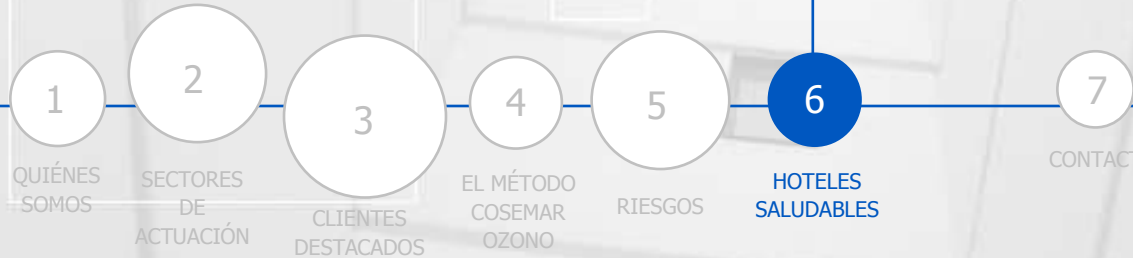 1
QUIÉNES
SOMOS
2
SECTORES
DE
ACTUACIÓN
3
CLIENTES
DESTACADOS
4
EL MÉTODO
COSEMAR
OZONO
5
RIESGOS
6
HOTELES
SALUDABLES
7
CONTACT